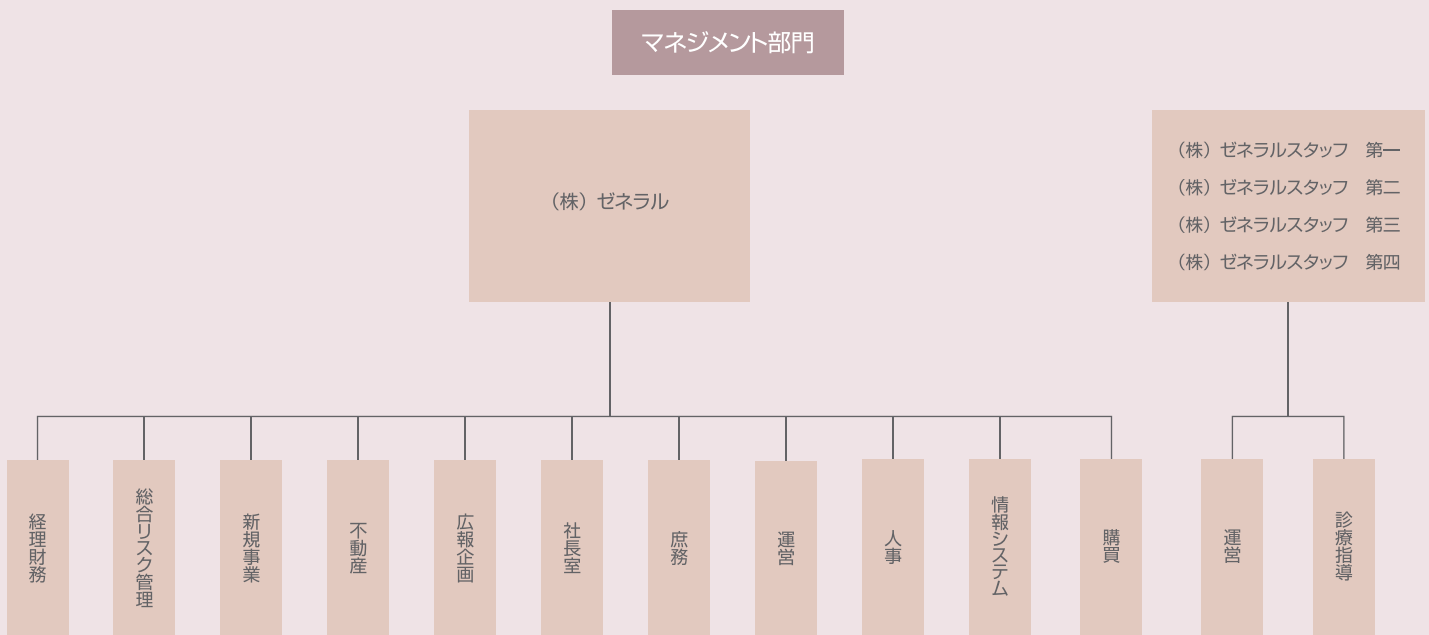 マネジメント部門
（株）ゼネラル
（株）ゼネラルスタッフ　第一
（株）ゼネラルスタッフ　第二
（株）ゼネラルスタッフ　第三
（株）ゼネラルスタッフ　第四
経理財務
総合リスク管理
新規事業
不動産
広報企画
社長室
庶務
運営
人事
情報システム
購買
運営
診療指導